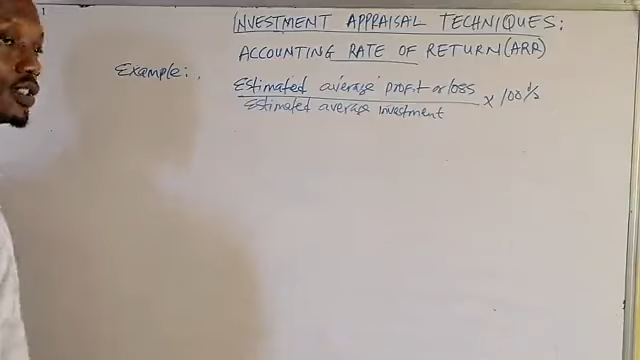 INVESTMENT APPRAISAL TECHNIQUES:
ACCOUNTING RATE OF RETURN (ARR)
Example:
Estimated average profit or loss
Estimated average investment
x 100%